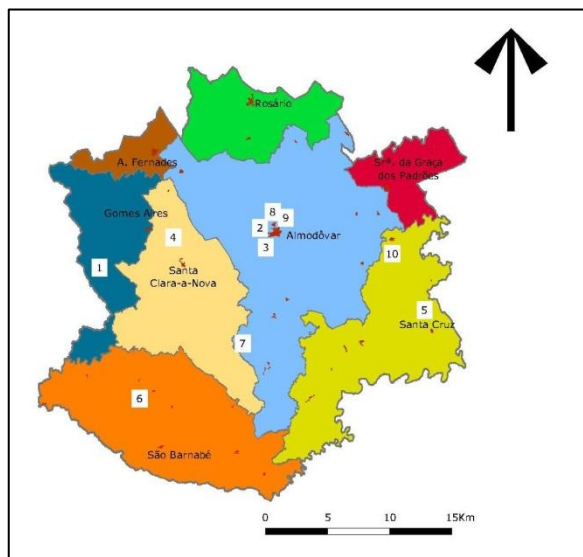 Rosário
A. Fernades
Srª. da Graça
dos Padrões
Gomes Aires
8
9
2
Almodôvar
4
3
10
1
Santa
Clara-a-Nova
5
Santa Cruz
7
6
São Barnabé
0 5 10 15Km